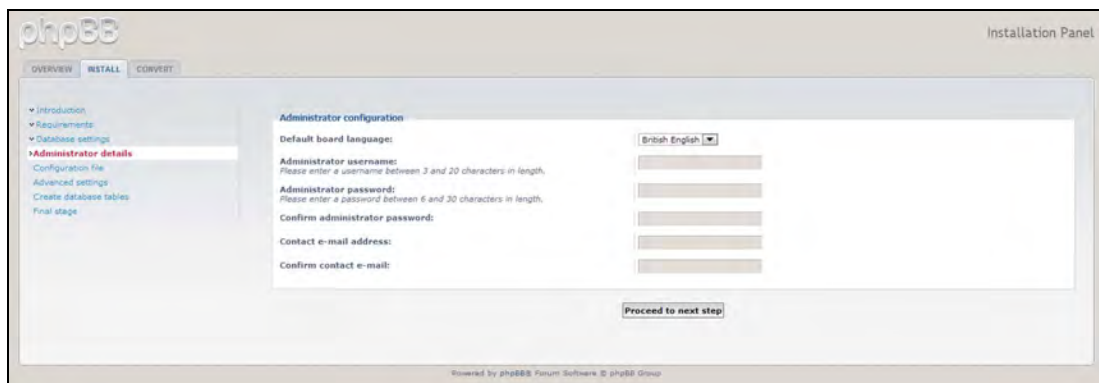 phpBB
Installation Panel
OVERVIEW INSTALL CONVERT
Introduction
Requirements
Database settings
Administrator details
Configuration file
Advanced settings
Create database tables
Final stage
Administrator configuration
Default board language: British English
Administrator username:
Please enter a username between 3 and 20 characters in length.
Administrator password:
Please enter a password between 6 and 30 characters in length.
Confirm administrator password:
Contact e-mail address:
Confirm contact e-mail:
Proceed to next step
Powered by phpBB® Forum Software © phpBB Group